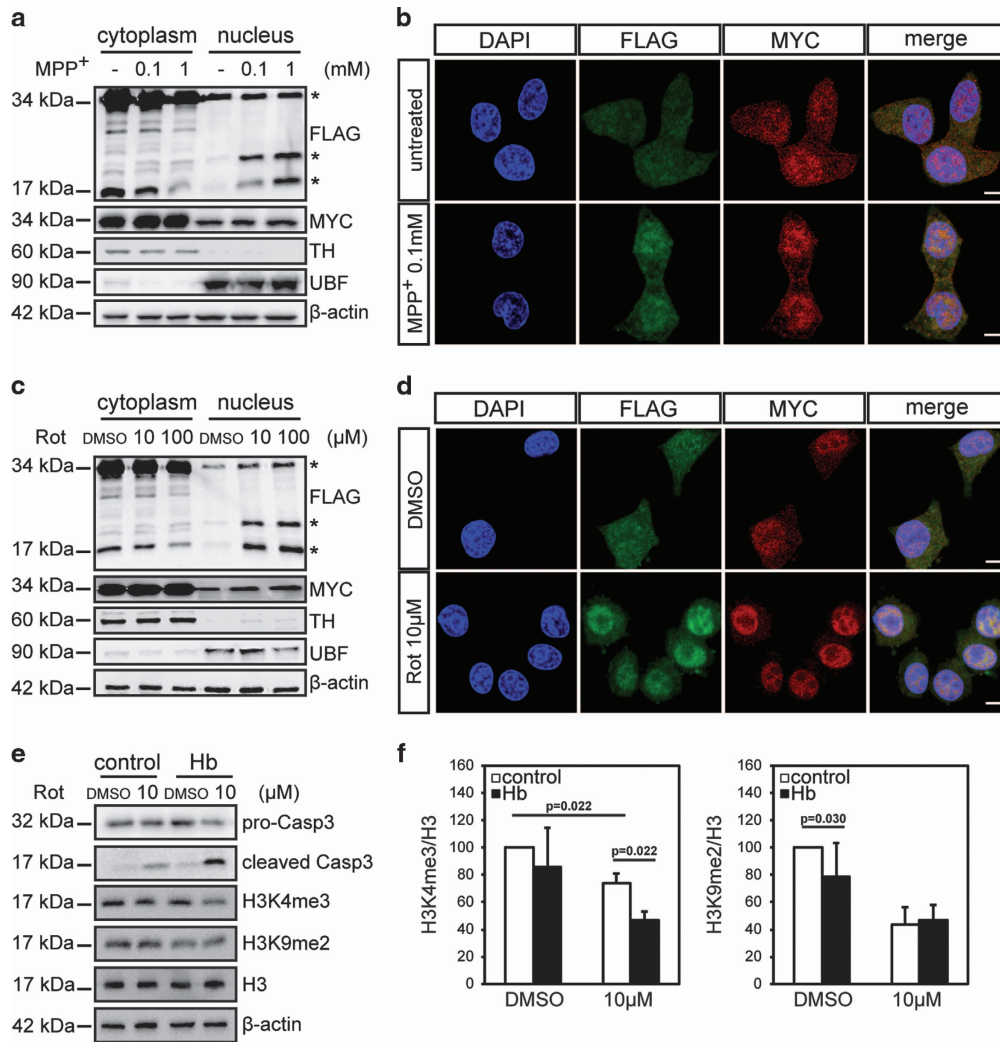 a
cytoplasm nucleus
MPP+ - 0.1 1 - 0.1 1 (mM)
34 kDa *
FLAG
*
17 kDa *
34 kDa MYC
60 kDa TH
90 kDa UBF
42 kDa β-actin
b
DAPI FLAG MYC merge
untreated
MPP+ 0.1mM
c
cytoplasm nucleus
Rot DMSO 10 100 DMSO 10 100 (µM)
34 kDa *
FLAG
*
17 kDa *
34 kDa MYC
60 kDa TH
90 kDa UBF
42 kDa β-actin
d
DAPI FLAG MYC merge
DMSO
Rot 10µM
e
control Hb
Rot DMSO 10 DMSO 10 (µM)
32 kDa pro-Casp3
17 kDa cleaved Casp3
17 kDa H3K4me3
17 kDa H3K9me2
17 kDa H3
42 kDa β-actin
f
H3K4me3/H3
160
140
120
100
80
60
40
20
0
control
Hb
p=0.022
p=0.022
DMSO 10µM
H3K9me2/H3
160
140
120
100
80
60
40
20
0
control
Hb
p=0.030
DMSO 10µM